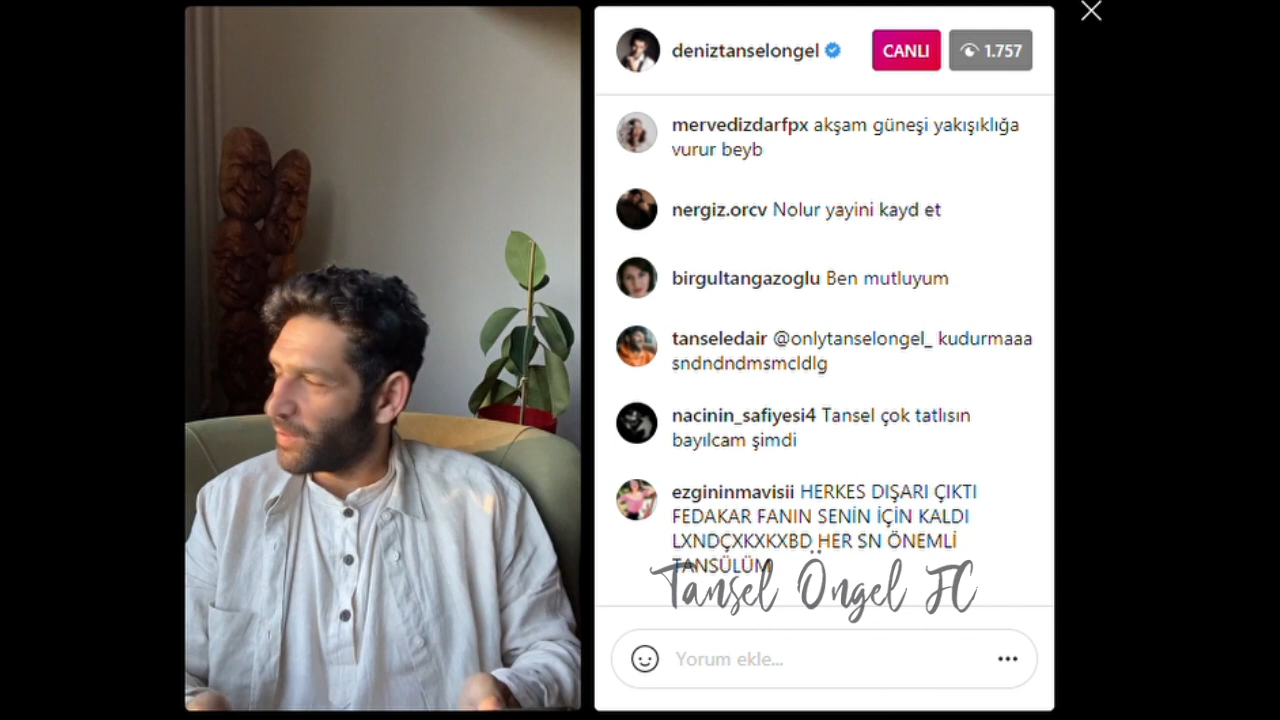 deniztanselongel
CANLI
1.757
mervedizdarfpx akşam güneşi yakışıklığa
vurur beyb
nergiz.orcv Nolur yayini kayd et
birgultangazoglu Ben mutluyum
tanseledair @onlytanselongel_ kudurmaaa
sndndndmsmcldlg
nacinin_safiyesi4 Tansel çok tatlısın
bayılcam şimdi
ezgininmavisii HERKES DIŞARI ÇIKTI
FEDAKAR FANIN SENİN İÇİN KALDI
LXNDÇXKXKXBD HER SN ÖNEMLİ
TANSÜLÜM
Tansel Öngel FC
Yorum ekle...